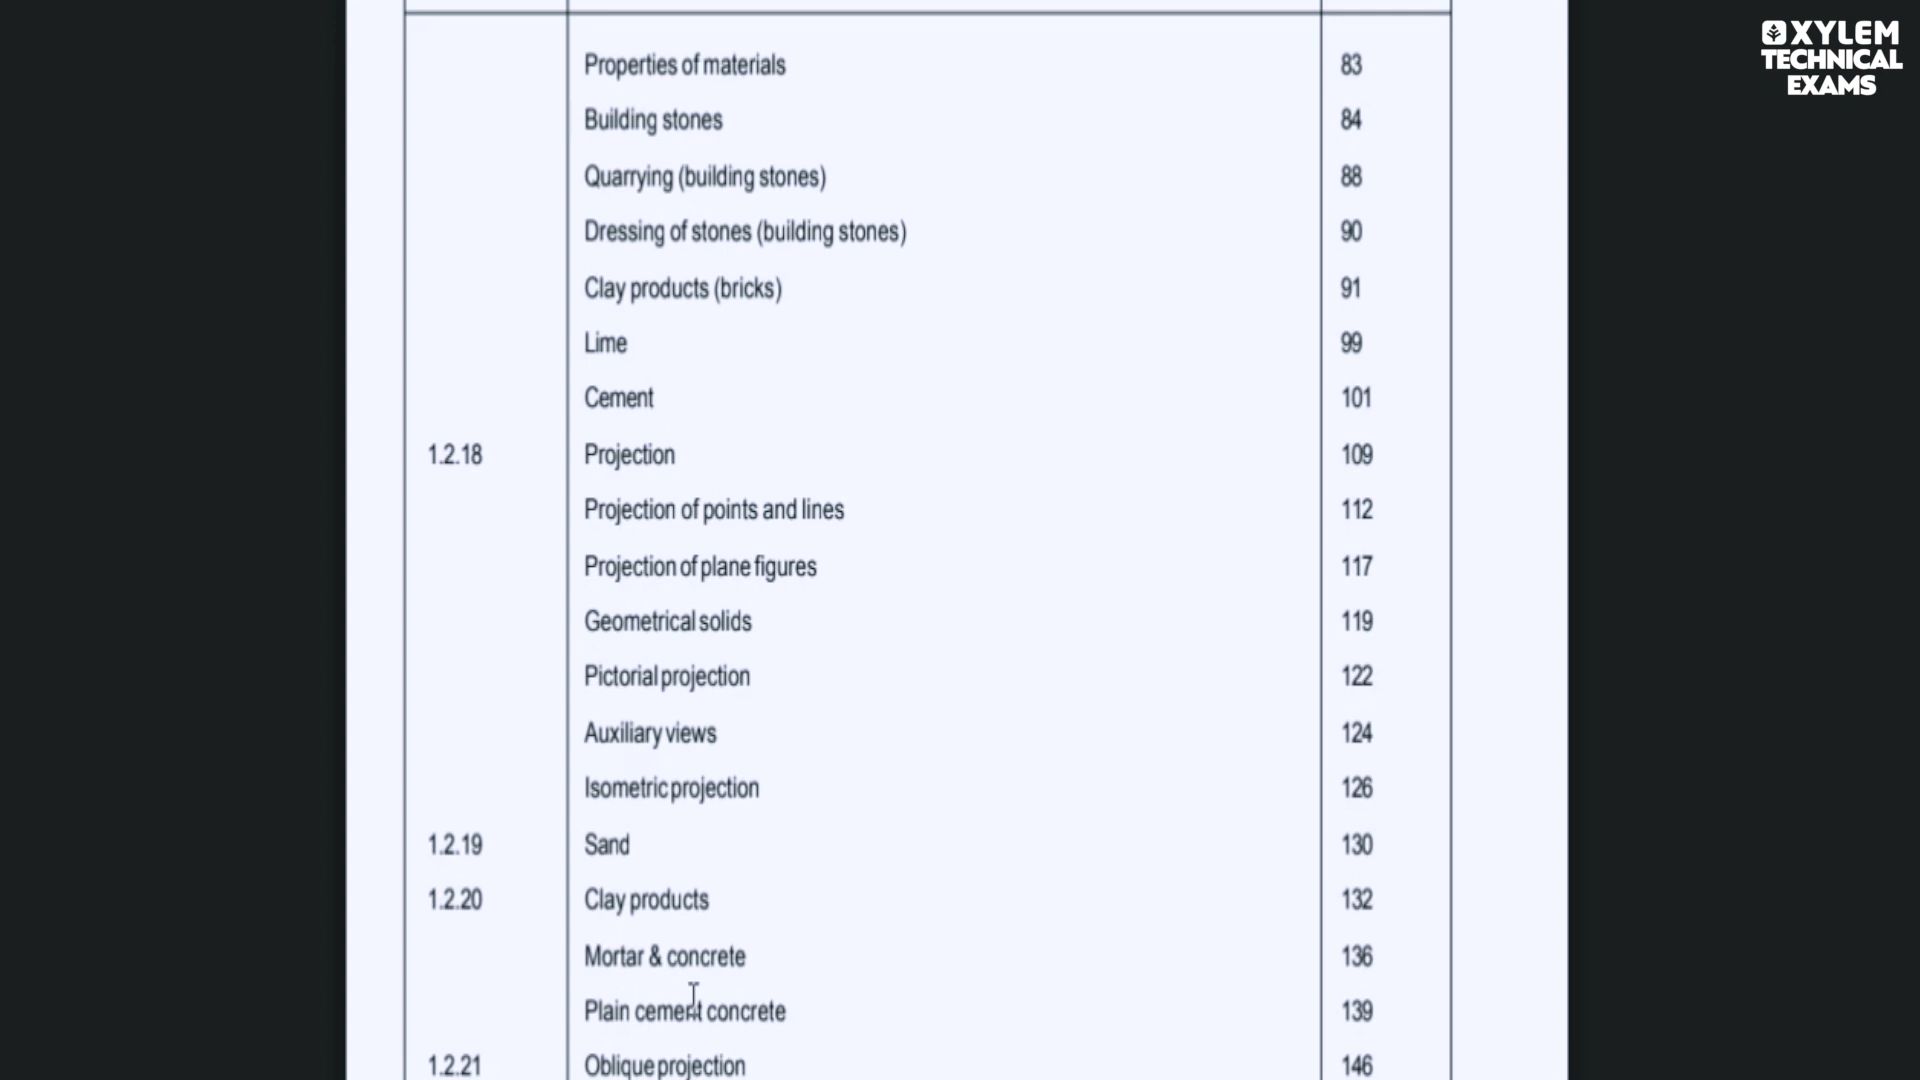 XYLEM
TECHNICAL
EXAMS
Properties of materials 83
Building stones 84
Quarrying (building stones) 88
Dressing of stones (building stones) 90
Clay products (bricks) 91
Lime 99
Cement 101
1.2.18 Projection 109
Projection of points and lines 112
Projection of plane figures 117
Geometrical solids 119
Pictorial projection 122
Auxiliary views 124
Isometric projection 126
1.2.19 Sand 130
1.2.20 Clay products 132
Mortar & concrete 136
Plain cement concrete 139
1.2.21 Oblique projection 146